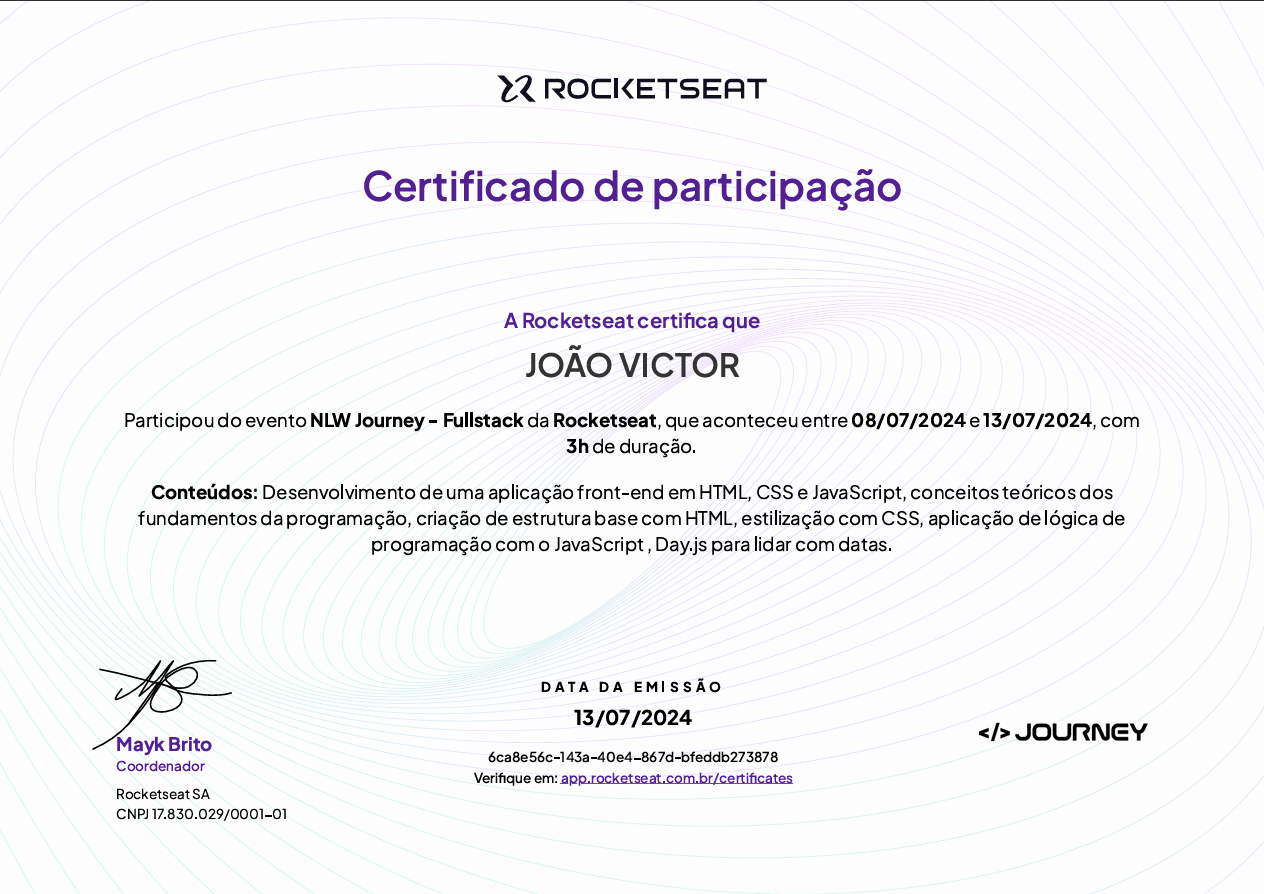 ROCKETSEAT
Certificado de participação
A Rocketseat certifica que
JOÃO VICTOR
Participou do evento NLW Journey - Fullstack da Rocketseat, que aconteceu entre 08/07/2024 e 13/07/2024, com
3h de duração.
Conteúdos: Desenvolvimento de uma aplicação front-end em HTML, CSS e JavaScript, conceitos teóricos dos
fundamentos da programação, criação de estrutura base com HTML, estilização com CSS, aplicação de lógica de
programação com o JavaScript , Day.js para lidar com datas.
Mayk Brito
Coordenador
Rocketseat SA
CNPJ 17.830.029/0001-01
DATA DA EMISSÃO
13/07/2024
6ca8e56c-143a-40e4-867d-bfeddb273878
Verifique em: app.rocketseat.com.br/certificates
</> JOURNEY